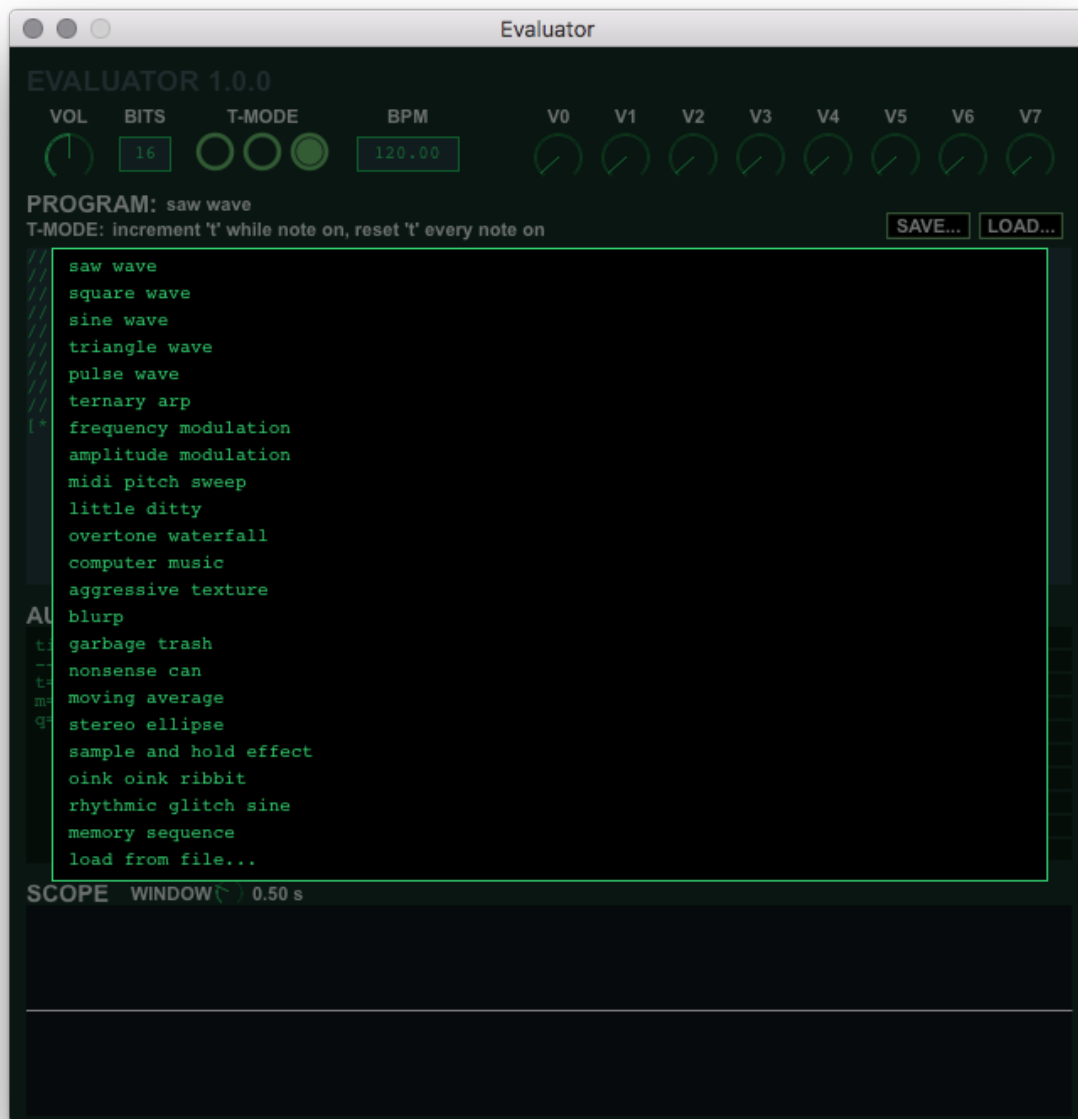 Evaluator
EVALUATOR 1.0.0
VOL BITS T-MODE BPM V0 V1 V2 V3 V4 V5 V6 V7
16 120.00
PROGRAM: saw wave
T-MODE: increment 't' while note on, reset 't' every note on
SAVE... LOAD...
//
//
//
//
//
//
//
//
//
[*
saw wave
square wave
sine wave
triangle wave
pulse wave
ternary arp
frequency modulation
amplitude modulation
midi pitch sweep
little ditty
overtone waterfall
computer music
aggressive texture
blurp
garbage trash
nonsense can
moving average
stereo ellipse
sample and hold effect
oink oink ribbit
rhythmic glitch sine
memory sequence
load from file...
AU
ti
--
t=
m=
q=
SCOPE WINDOW 0.50 s